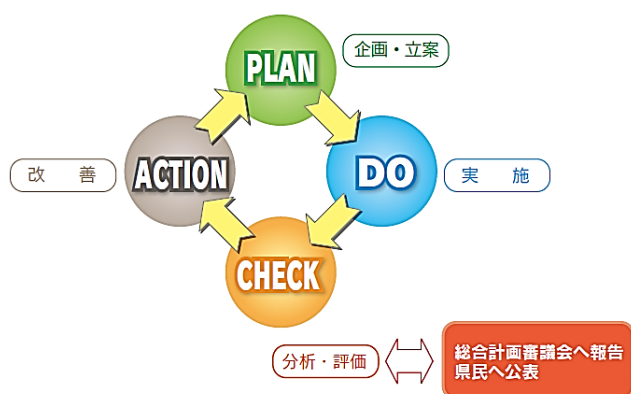 PLAN
企画・立案
改善
ACTION
DO
実施
CHECK
分析・評価
総合計画審議会へ報告
県民へ公表